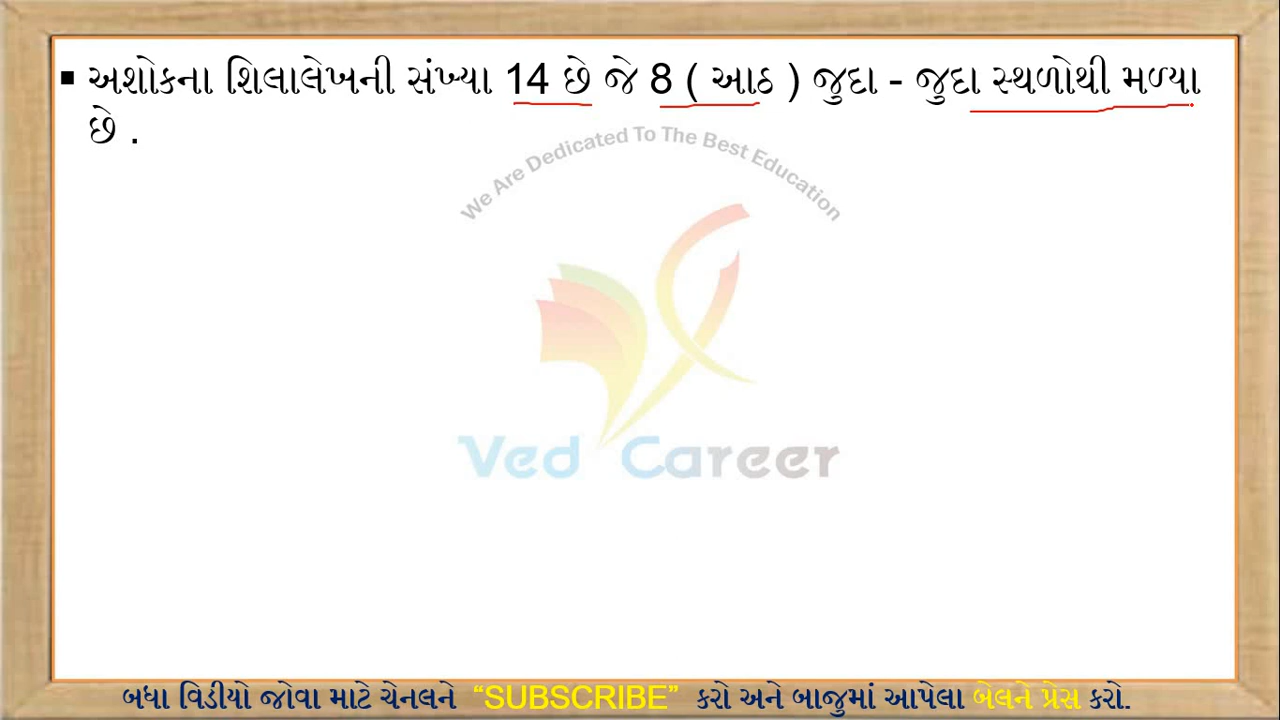 ▪ અશોકના શિલાલેખની સંખ્યા 14 છે જે 8 ( આઠ ) જુદા - જુદા સ્થળોથી મળ્યા
છે .
We Are Dedicated To The Best Education
Ved Career
બધા વિડીયો જોવા માટે ચેનલને “SUBSCRIBE” કરો અને બાજુમાં આપેલા બેલને પ્રેસ કરો.